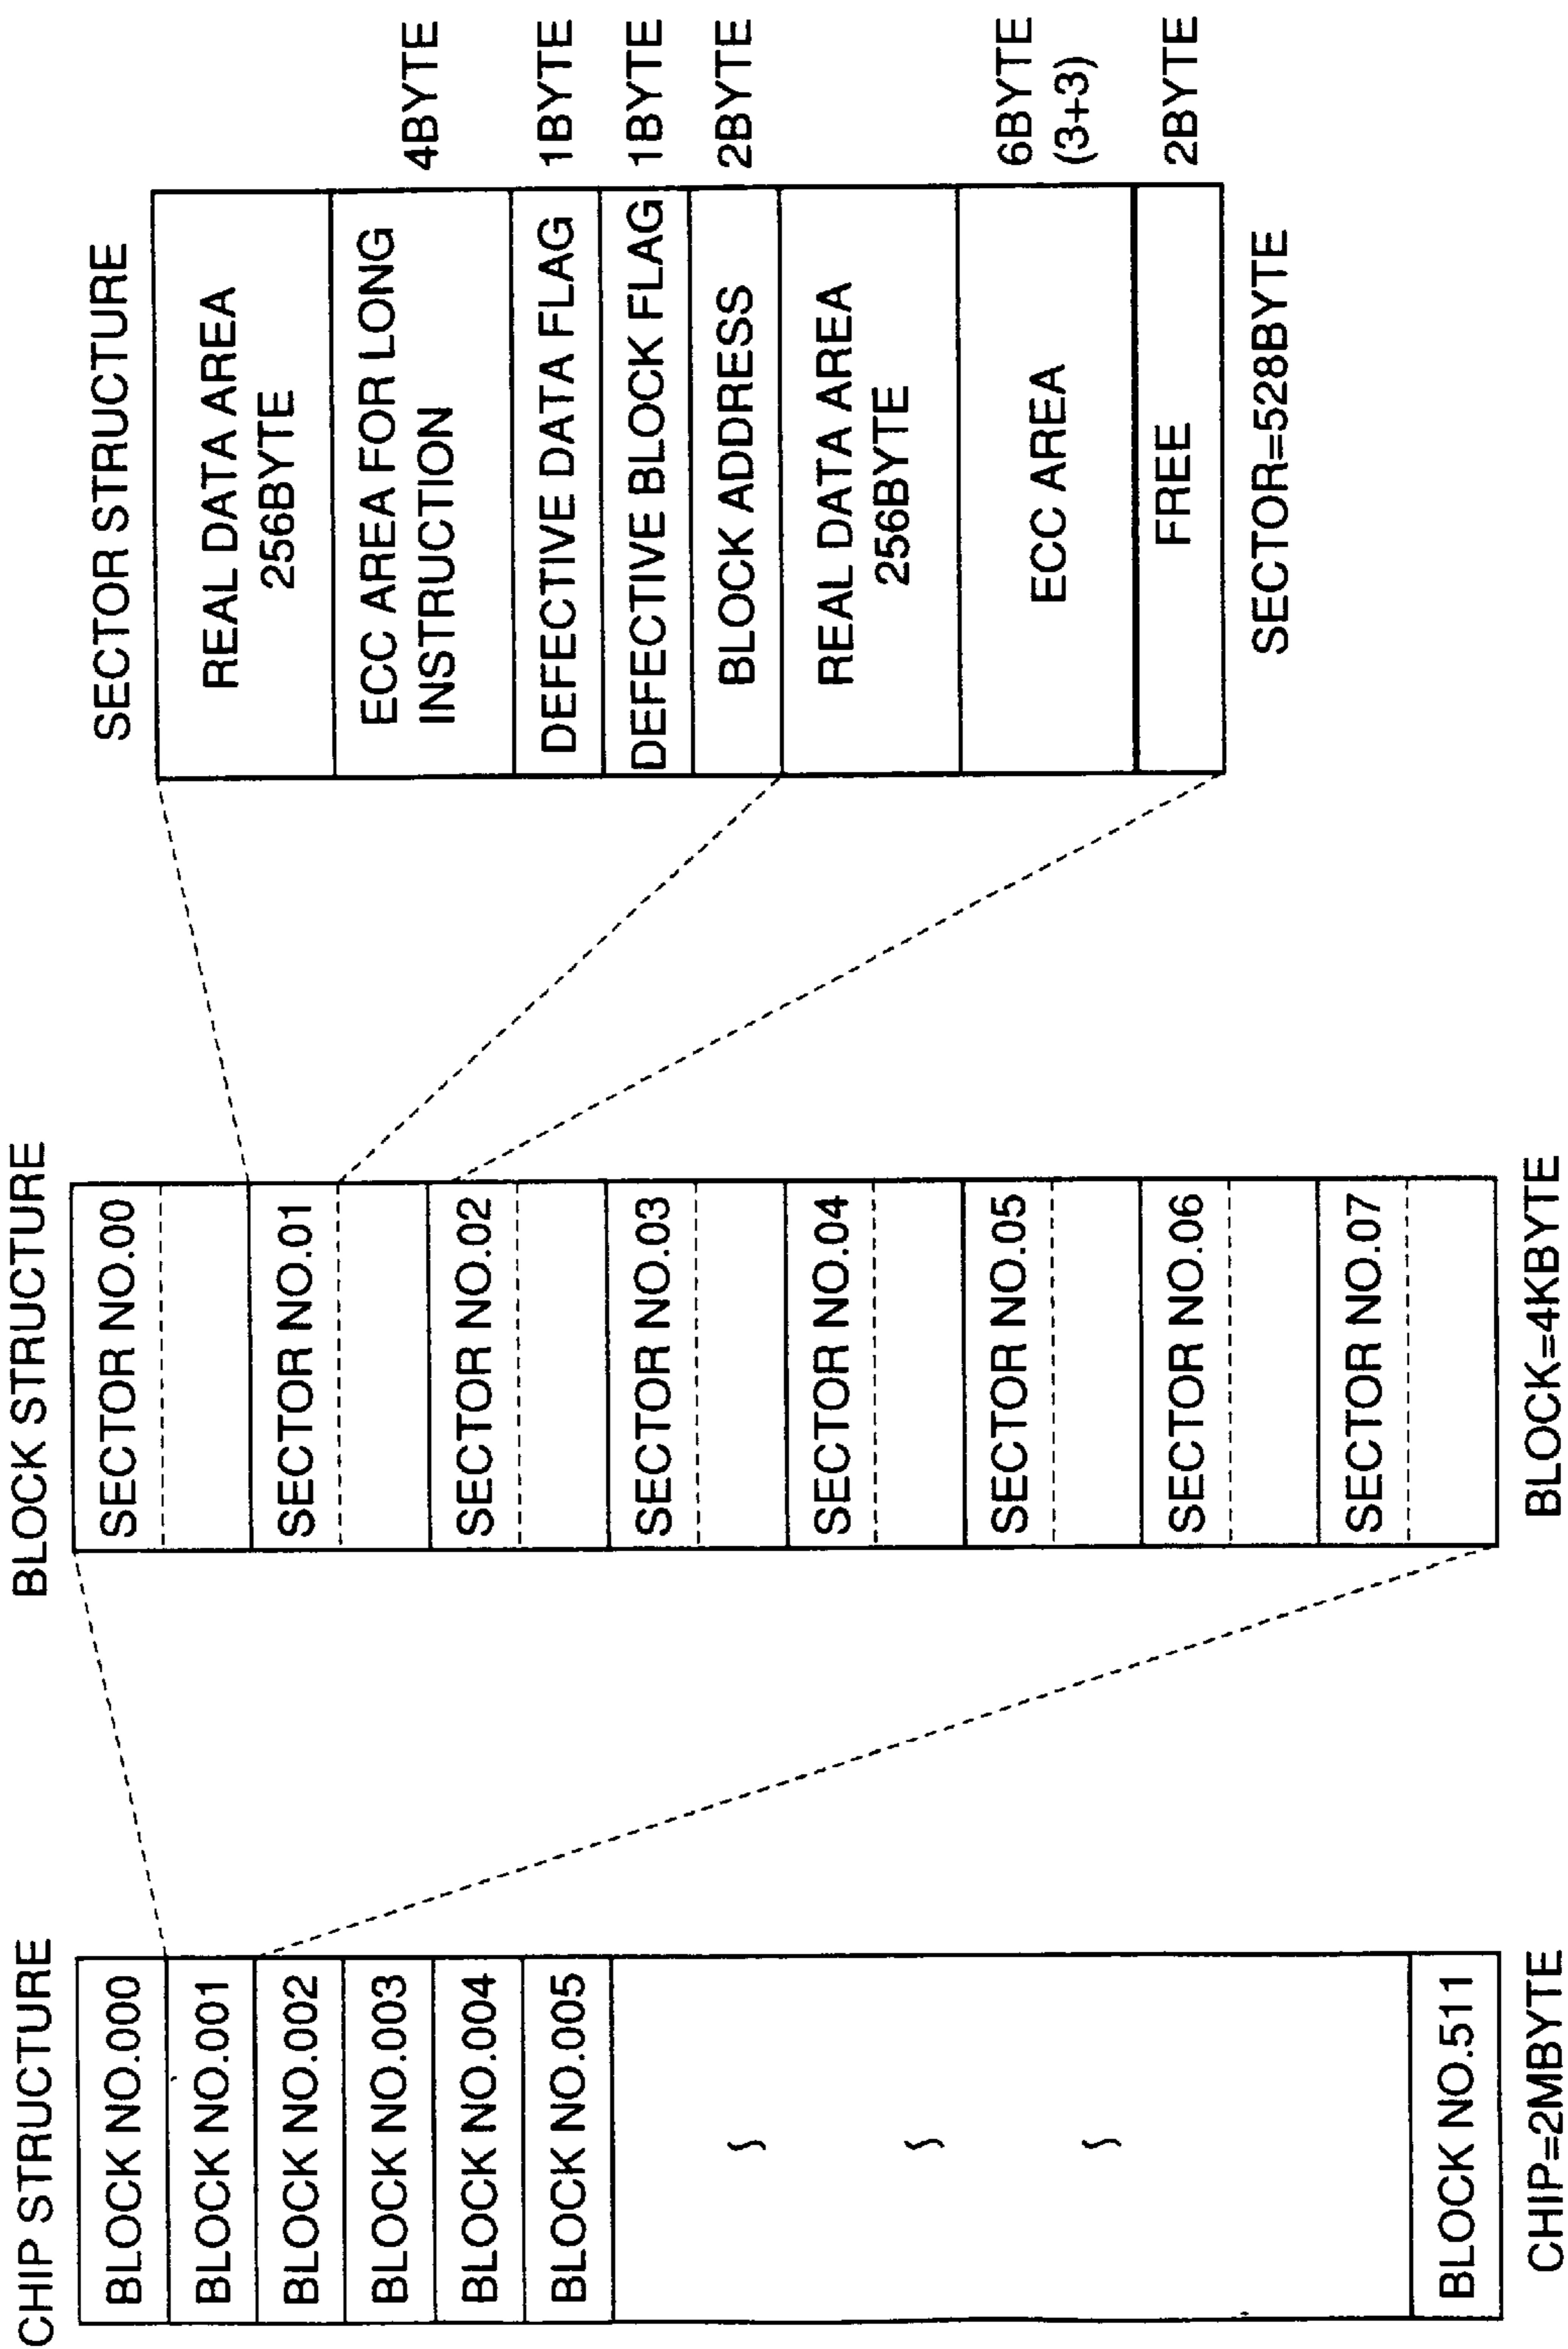 CHIP STRUCTURE
BLOCK NO.000
BLOCK NO.001
BLOCK NO.002
BLOCK NO.003
BLOCK NO.004
BLOCK NO.005
BLOCK NO.511
CHIP=2MBYTE
BLOCK STRUCTURE
SECTOR NO.00
SECTOR NO.01
SECTOR NO.02
SECTOR NO.03
SECTOR NO.04
SECTOR NO.05
SECTOR NO.06
SECTOR NO.07
BLOCK=4KBYTE
SECTOR STRUCTURE
REAL DATA AREA
256BYTE
ECC AREA FOR LONG
INSTRUCTION
4BYTE
DEFECTIVE DATA FLAG
1BYTE
DEFECTIVE BLOCK FLAG
1BYTE
BLOCK ADDRESS
2BYTE
REAL DATA AREA
256BYTE
ECC AREA
6BYTE
(3+3)
FREE
2BYTE
SECTOR=528BYTE